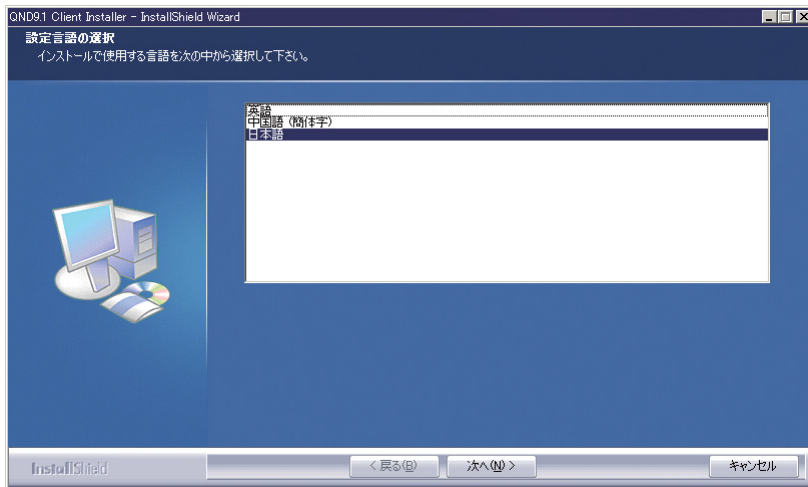 QND9.1 Client Installer - InstallShield Wizard
設定言語の選択
インストールで使用する言語を次の中から選択して下さい。
英語
中国語 (簡体字)
日本語
InstallShield
< 戻る(B)
次へ(N) >
キャンセル